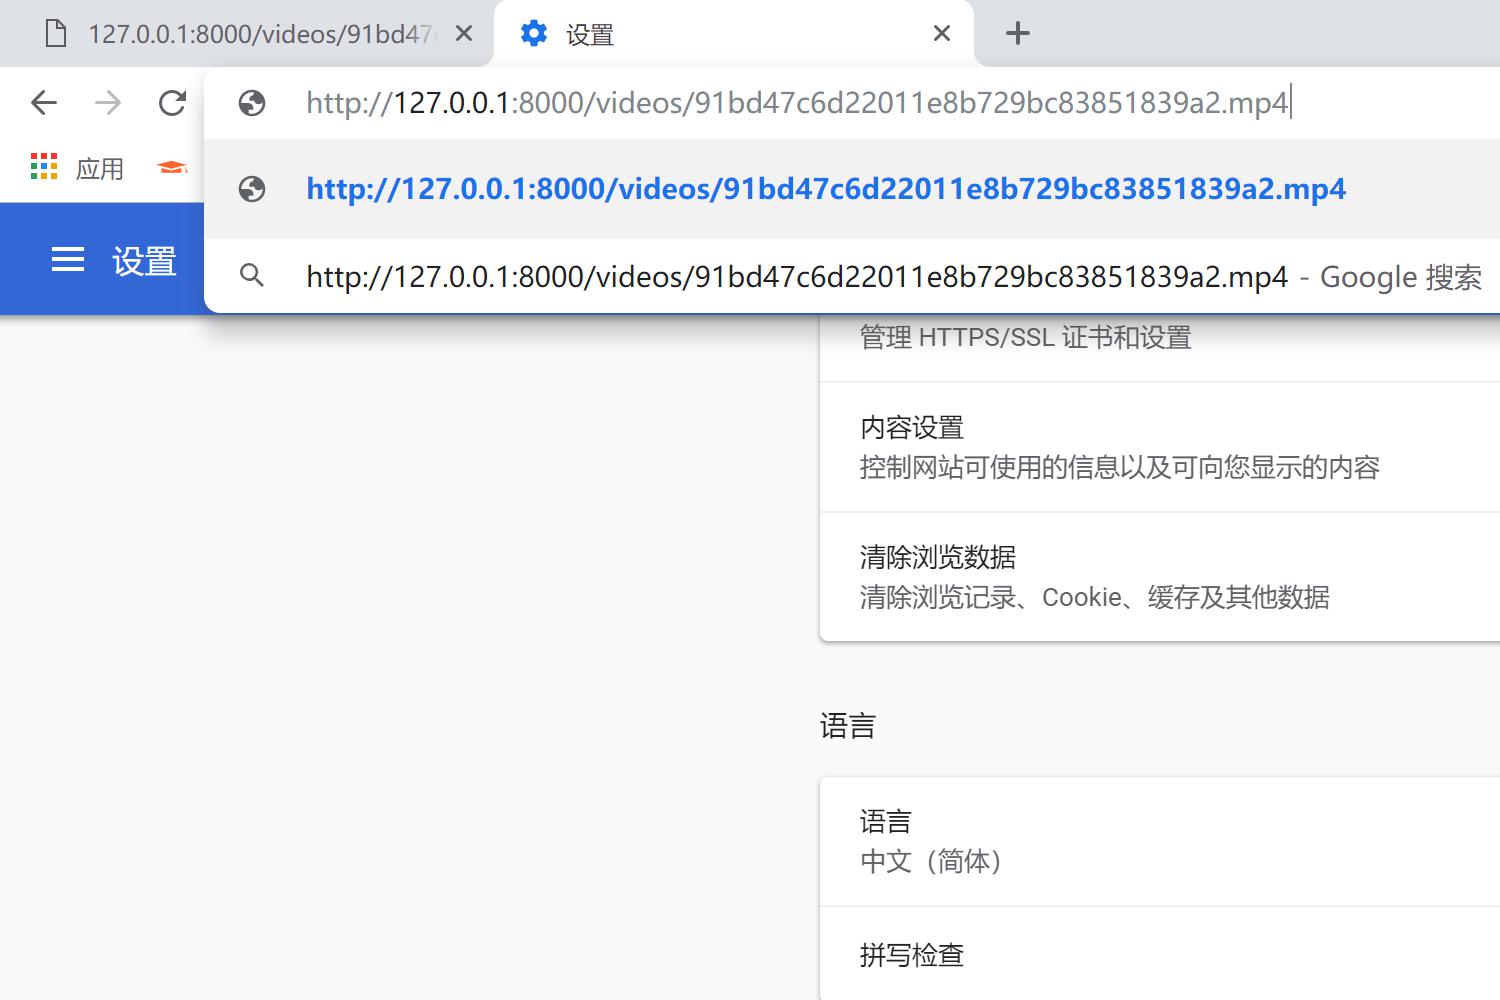 127.0.0.1:8000/videos/91bd47
设置
http://127.0.0.1:8000/videos/91bd47c6d22011e8b729bc83851839a2.mp4
应用
http://127.0.0.1:8000/videos/91bd47c6d22011e8b729bc83851839a2.mp4
设置
http://127.0.0.1:8000/videos/91bd47c6d22011e8b729bc83851839a2.mp4 - Google 搜索
管理 HTTPS/SSL 证书和设置
内容设置
控制网站可使用的信息以及可向您显示的内容
清除浏览数据
清除浏览记录、Cookie、缓存及其他数据
语言
语言
中文（简体）
拼写检查